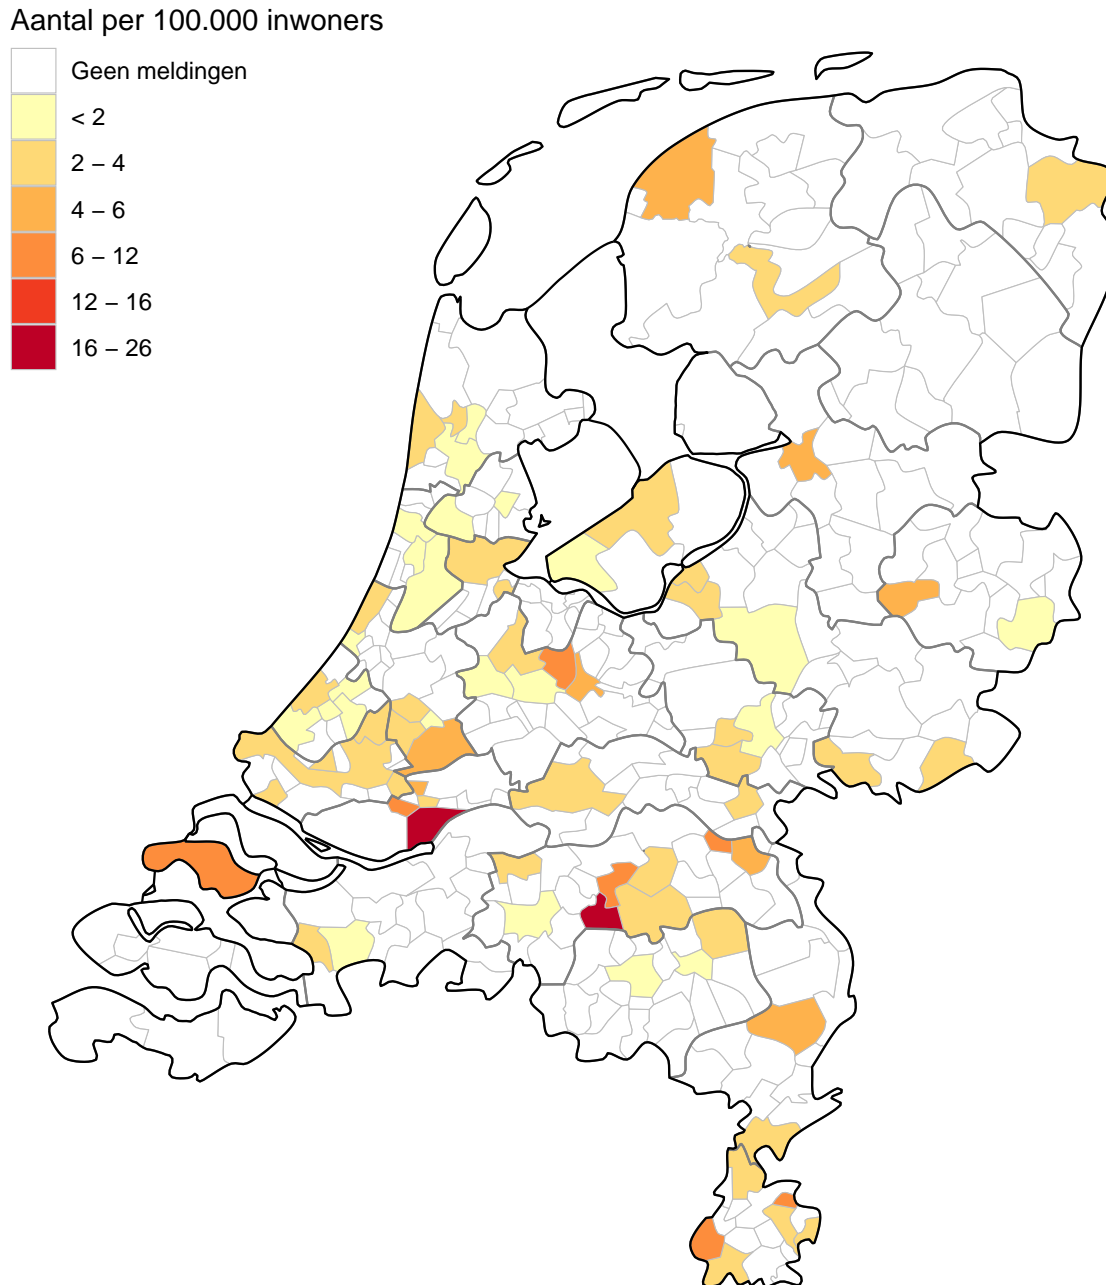 Aantal per 100.000 inwoners
Geen meldingen
< 2
2 – 4
4 – 6
6 – 12
12 – 16
16 – 26